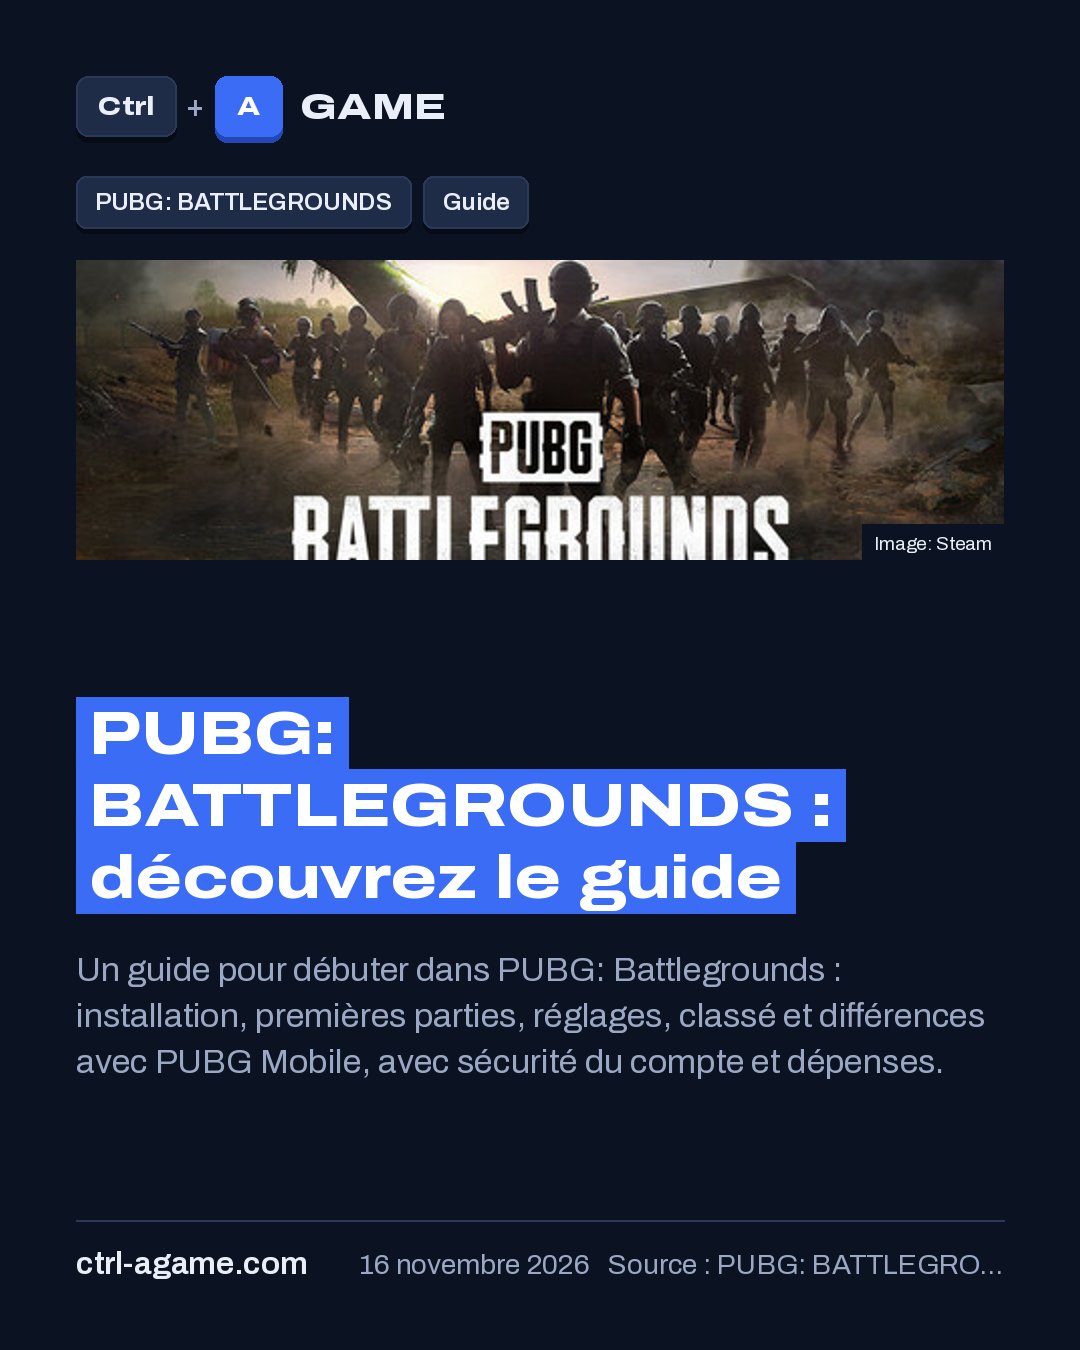 Ctrl + A GAME
PUBG: BATTLEGROUNDS Guide
PUBG
BATTLEGROUNDS
Image: Steam
PUBG:
BATTLEGROUNDS :
découvrez le guide
Un guide pour débuter dans PUBG: Battlegrounds :
installation, premières parties, réglages, classé et différences
avec PUBG Mobile, avec sécurité du compte et dépenses.
ctrl-agame.com 16 novembre 2026 Source : PUBG: BATTLEGRO...